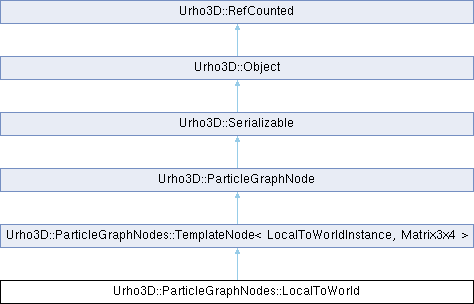 Urho3D::RefCounted
Urho3D::Object
Urho3D::Serializable
Urho3D::ParticleGraphNode
Urho3D::ParticleGraphNodes::TemplateNode< LocalToWorldInstance, Matrix3x4 >
Urho3D::ParticleGraphNodes::LocalToWorld